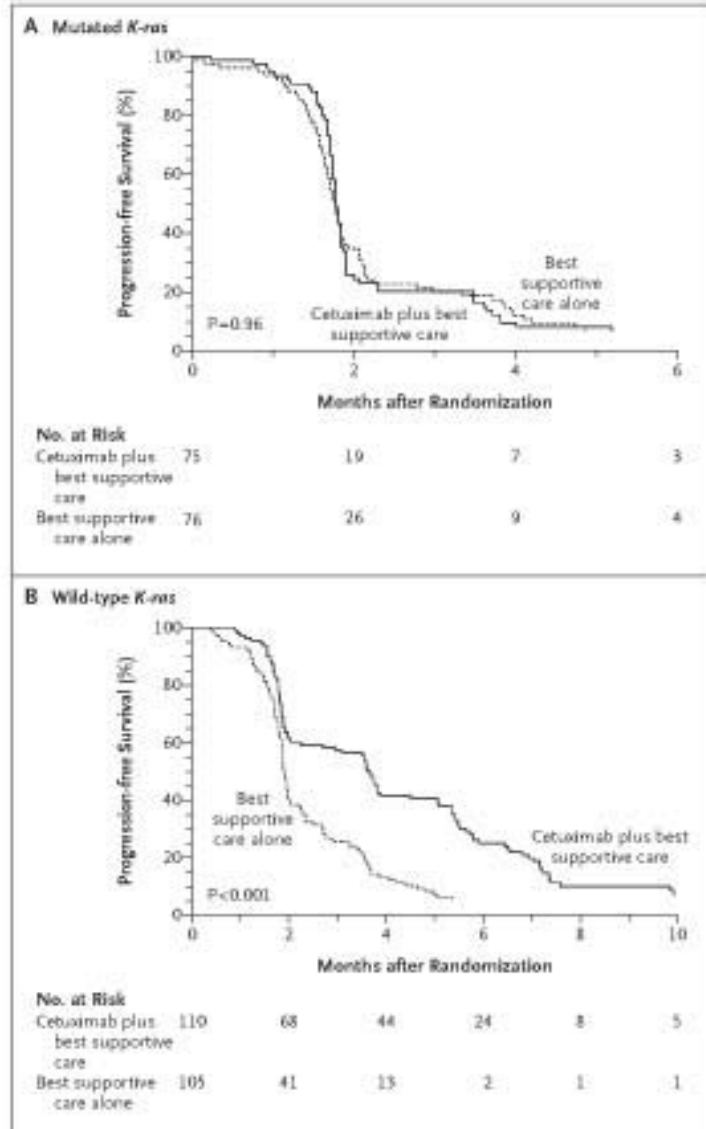 A Mutated K-ras
100
80
60
40
20
0
Progression-free Survival (%)
P=0.96
Cetuximab plus best
supportive care
Best
supportive
care alone
0 2 4 6
Months after Randomization
No. at Risk
Cetuximab plus 75 19 7 3
best supportive
care
Best supportive 76 26 9 4
care alone
B Wild-type K-ras
100
80
60
40
20
0
Progression-free Survival (%)
Best
supportive
care alone
Cetuximab plus best
supportive care
P<0.001
0 2 4 6 8 10
Months after Randomization
No. at Risk
Cetuximab plus 110 68 44 24 8 5
best supportive
care
Best supportive 105 41 13 2 1 1
care alone